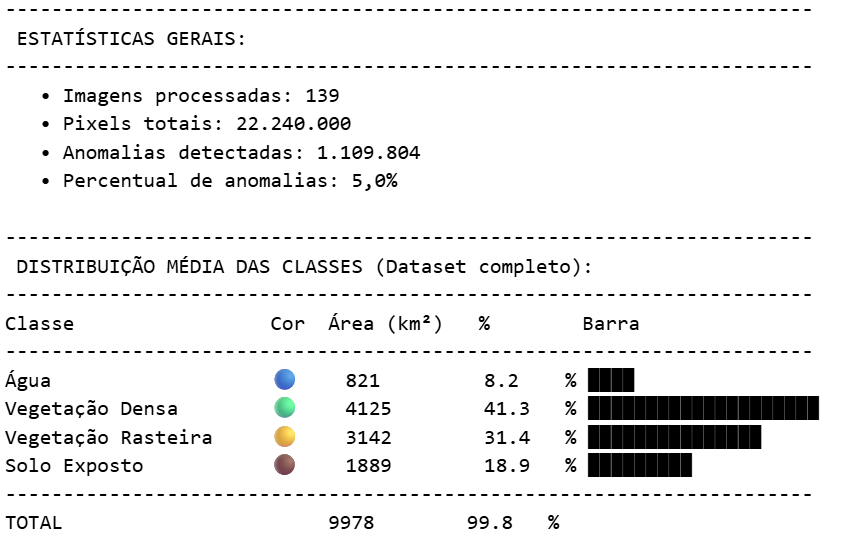 ESTATÍSTICAS GERAIS:
• Imagens processadas: 139
• Pixels totais: 22.240.000
• Anomalias detectadas: 1.109.804
• Percentual de anomalias: 5,0%
DISTRIBUIÇÃO MÉDIA DAS CLASSES (Dataset completo):
Classe Cor Área (km²) % Barra
Água 821 8.2 %
Vegetação Densa 4125 41.3 %
Vegetação Rasteira 3142 31.4 %
Solo Exposto 1889 18.9 %
TOTAL 9978 99.8 %